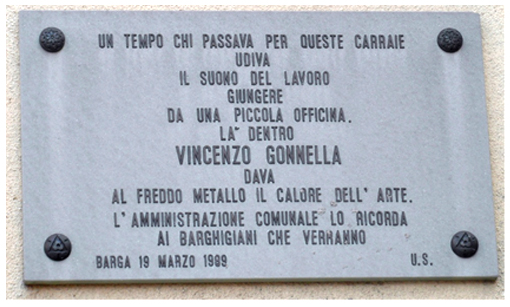 UN TEMPO CHI PASSAVA PER QUESTE CARRAIE
UDIVA
IL SUONO DEL LAVORO
GIUNGERE
DA UNA PICCOLA OFFICINA.
LA" DENTRO
VINCENZO GONNELLA
DAVA
AL FREDDO METALLO IL CALORE DELL' ARTE.
L'AMMINISTRAZIONE COMUNALE LO RICORDA
AI BARGHIGIANI CHE VERRANNO
BARGA 19 MARZO 1989 U.S.